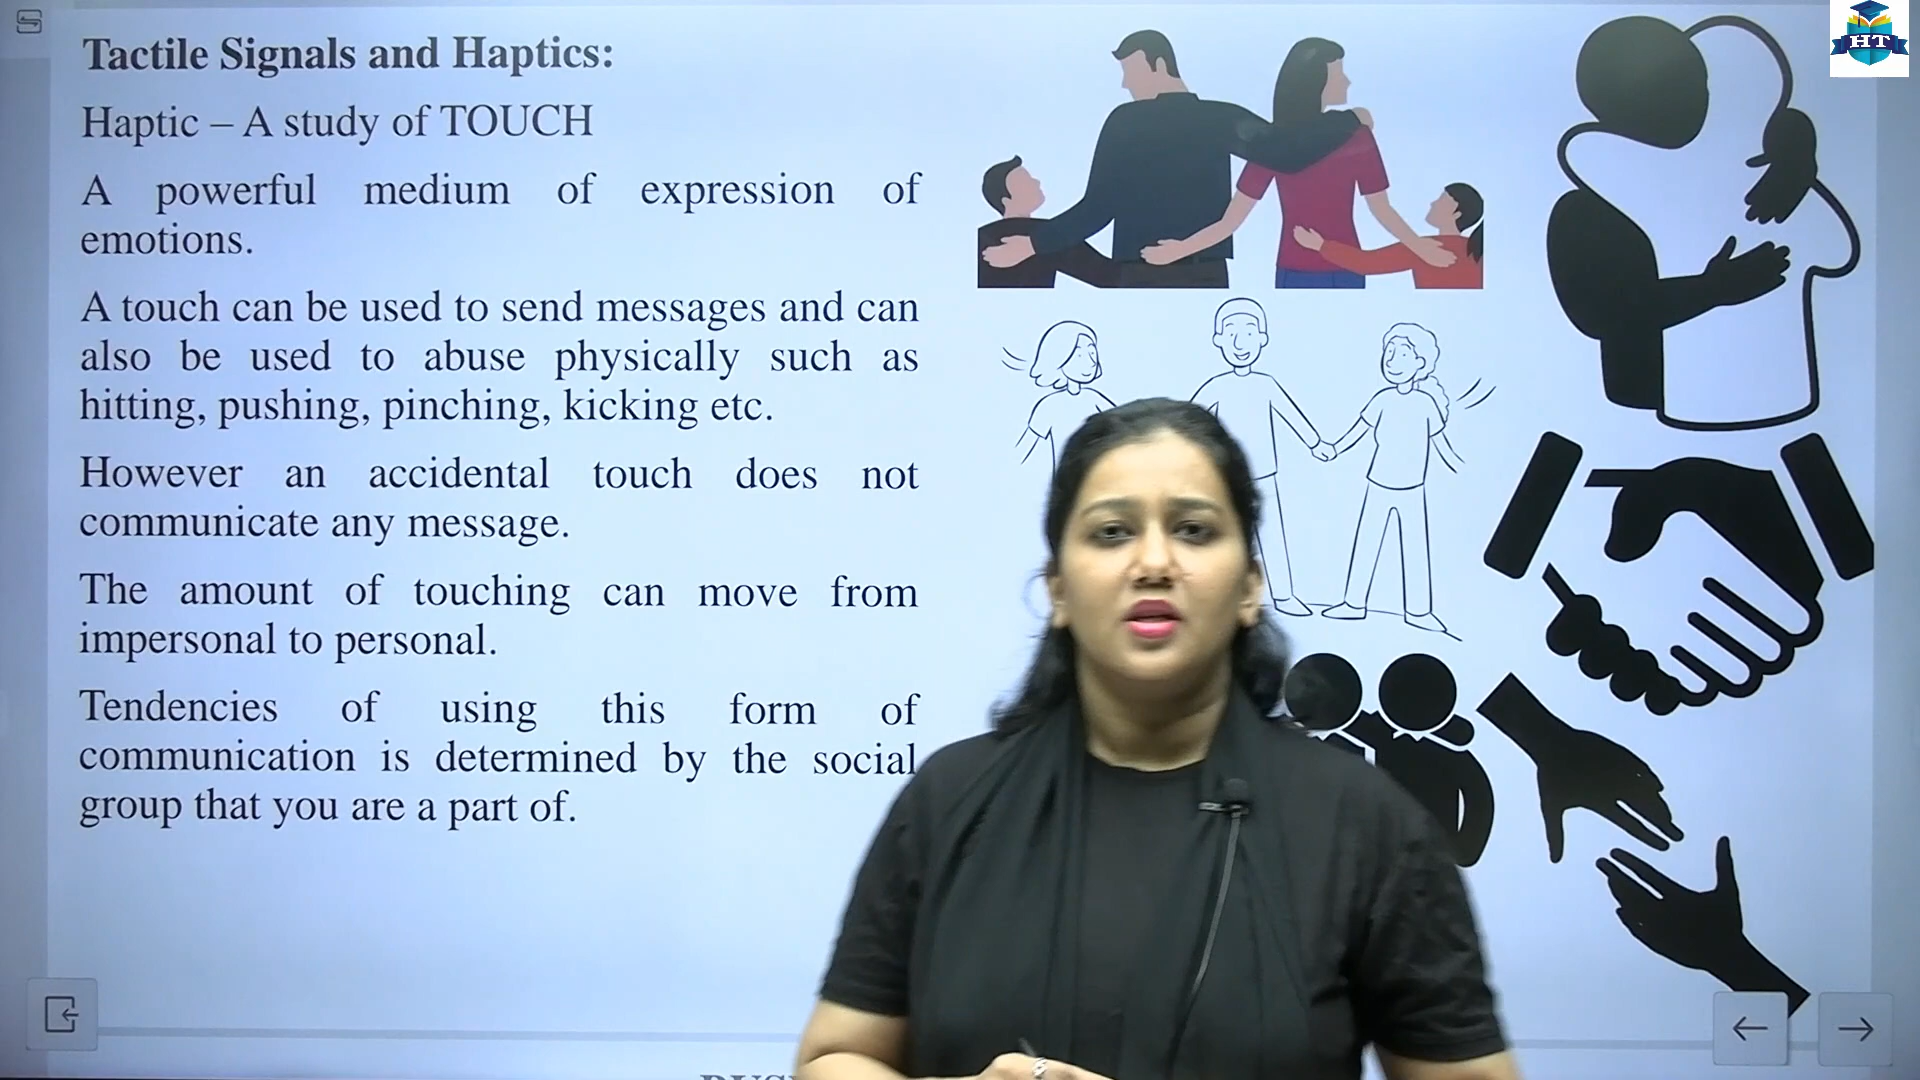 Tactile Signals and Haptics:
Haptic – A study of TOUCH
A powerful medium of expression of
emotions.
A touch can be used to send messages and can
also be used to abuse physically such as
hitting, pushing, pinching, kicking etc.
However an accidental touch does not
communicate any message.
The amount of touching can move from
impersonal to personal.
Tendencies of using this form of
communication is determined by the social
group that you are a part of.
HT